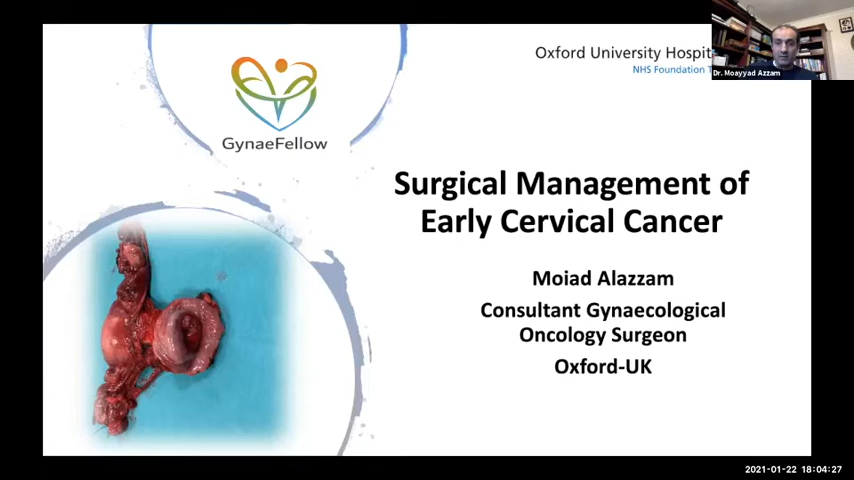 Oxford University Hospit
NHS Foundation T
Dr. Moayyad Azzam
GynaeFellow
Surgical Management of
Early Cervical Cancer
Moiad Alazzam
Consultant Gynaecological
Oncology Surgeon
Oxford-UK
2021-01-22 18:04:27